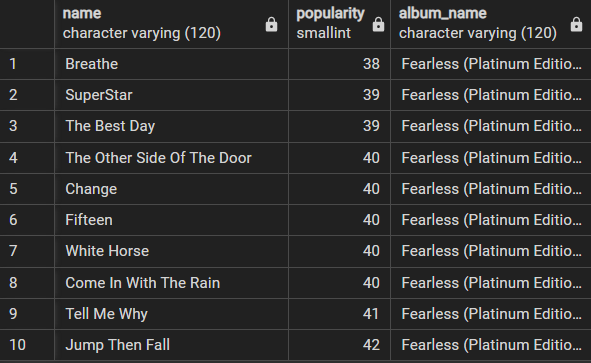 name popularity album_name
character varying (120) smallint character varying (120)
1 Breathe 38 Fearless (Platinum Editio...
2 SuperStar 39 Fearless (Platinum Editio...
3 The Best Day 39 Fearless (Platinum Editio...
4 The Other Side Of The Door 40 Fearless (Platinum Editio...
5 Change 40 Fearless (Platinum Editio...
6 Fifteen 40 Fearless (Platinum Editio...
7 White Horse 40 Fearless (Platinum Editio...
8 Come In With The Rain 40 Fearless (Platinum Editio...
9 Tell Me Why 41 Fearless (Platinum Editio...
10 Jump Then Fall 42 Fearless (Platinum Editio...